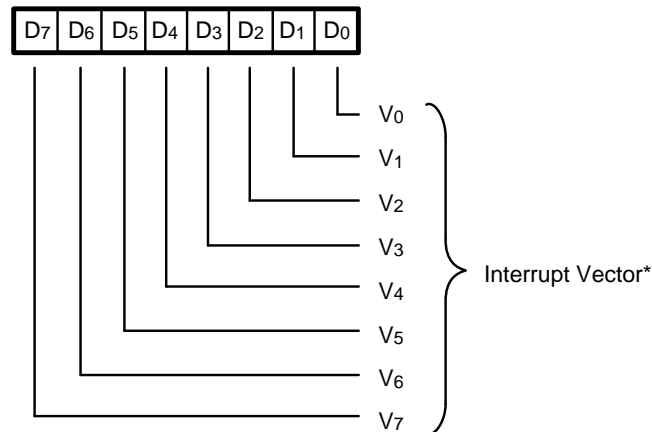 D7 D6 D5 D4 D3 D2 D1 D0
V0
V1
V2
V3
V4
V5
V6
V7
Interrupt Vector*